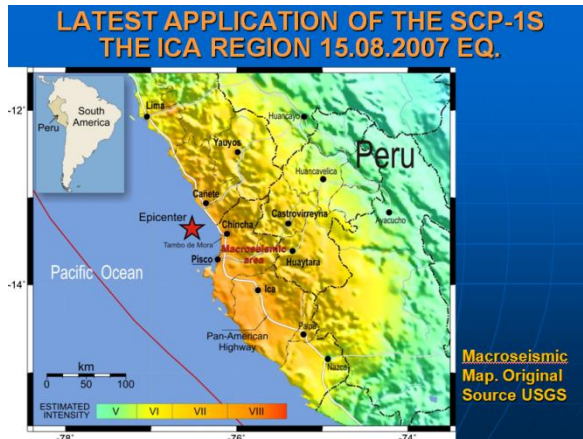 LATEST APPLICATION OF THE SCP-1S
THE ICA REGION 15.08.2007 EQ.
-12°
South
America
Peru
Lima
Huancayo
Peru
Yauyos
Huancavelica
Cañete
Castrovirreyna
Ayacucho
Epicenter
Chincha
Tambo de Mora
Macroseismic
area
Pisco
Huaytara
Pacific Ocean
-14°
Ica
Pan-American
Highway
Palpa
Nazca
km
0 50 100
ESTIMATED
INTENSITY
V VI VII VIII
-78°
-76°
-74°
Macroseismic
Map. Original
Source USGS